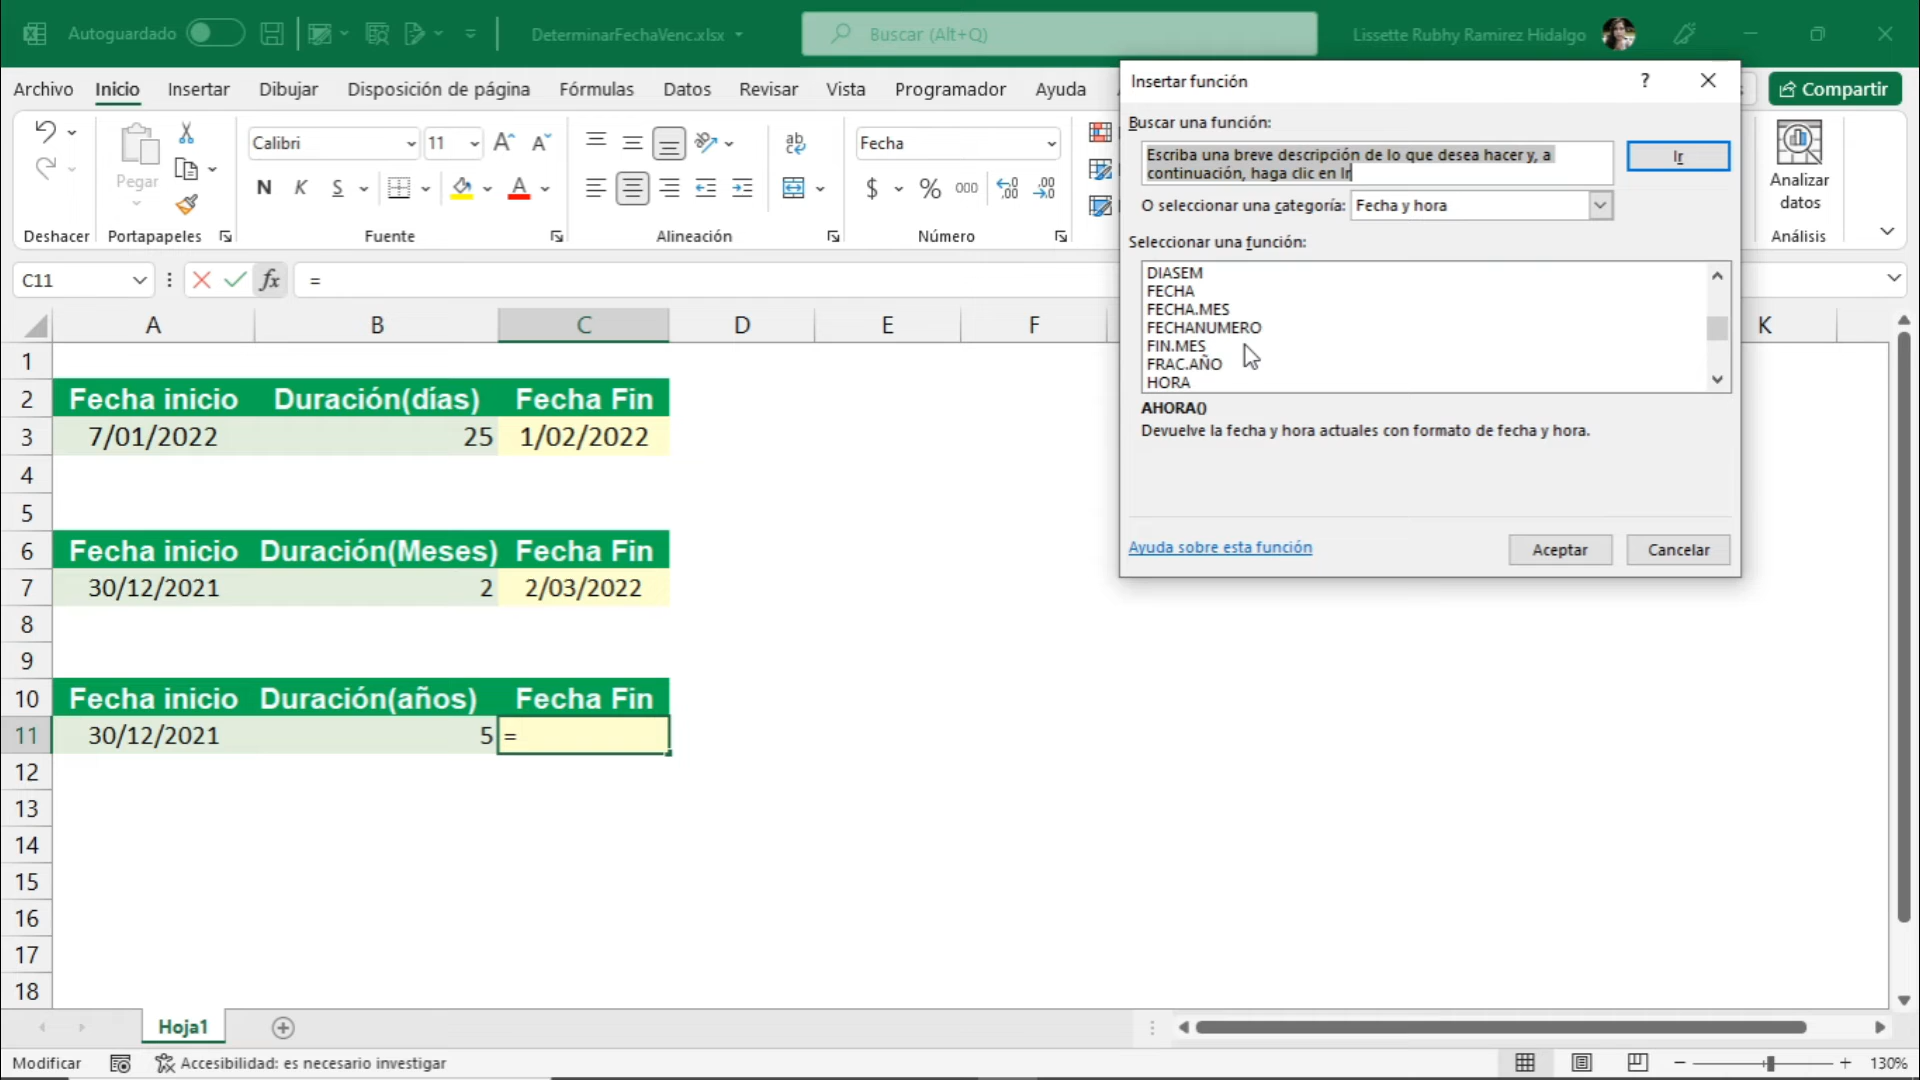 Autoguardado
DeterminarFechaVenc.xlsx
Buscar (Alt+Q)
Lissette Rubhy Ramirez Hidalgo
Archivo Inicio Insertar Dibujar Disposición de página Fórmulas Datos Revisar Vista Programador Ayuda
Compartir
Pegar
Calibri 11
N K S
A
ab
Fecha
$ % 000
Analizar
datos
Deshacer Portapapeles Fuente Alineación Número Análisis
C11 fx =
Insertar función ?
Buscar una función:
Escriba una breve descripción de lo que desea hacer y, a
continuación, haga clic en Ir
Ir
O seleccionar una categoría: Fecha y hora
Seleccionar una función:
DIASEM
FECHA
FECHA.MES
FECHANUMERO
FIN.MES
FRAC.AÑO
HORA
AHORA()
Devuelve la fecha y hora actuales con formato de fecha y hora.
Ayuda sobre esta función
Aceptar Cancelar
A B C D E F K
1
2 Fecha inicio Duración(días) Fecha Fin
3 7/01/2022 25 1/02/2022
4
5
6 Fecha inicio Duración(Meses) Fecha Fin
7 30/12/2021 2 2/03/2022
8
9
10 Fecha inicio Duración(años) Fecha Fin
11 30/12/2021 5 =
12
13
14
15
16
17
18
Hoja1
Modificar Accesibilidad: es necesario investigar 130%